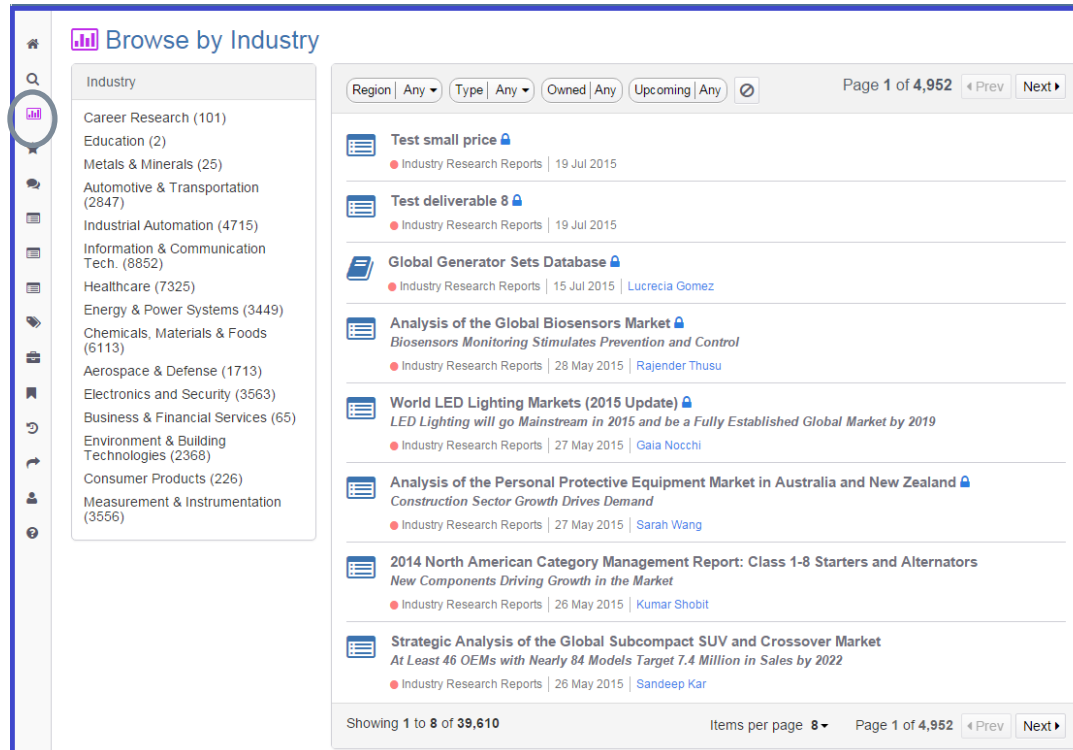 Browse by Industry
Industry
Career Research (101)
Education (2)
Metals & Minerals (25)
Automotive & Transportation
(2847)
Industrial Automation (4715)
Information & Communication
Tech. (8852)
Healthcare (7325)
Energy & Power Systems (3449)
Chemicals, Materials & Foods
(6113)
Aerospace & Defense (1713)
Electronics and Security (3563)
Business & Financial Services (65)
Environment & Building
Technologies (2368)
Consumer Products (226)
Measurement & Instrumentation
(3556)
Region Any Type Any Owned Any Upcoming Any Page 1 of 4,952 Prev Next
Test small price
Industry Research Reports 19 Jul 2015
Test deliverable 8
Industry Research Reports 19 Jul 2015
Global Generator Sets Database
Industry Research Reports 15 Jul 2015 Lucrecia Gomez
Analysis of the Global Biosensors Market
Biosensors Monitoring Stimulates Prevention and Control
Industry Research Reports 28 May 2015 Rajender Thusu
World LED Lighting Markets (2015 Update)
LED Lighting will go Mainstream in 2015 and be a Fully Established Global Market by 2019
Industry Research Reports 27 May 2015 Gaia Nocchi
Analysis of the Personal Protective Equipment Market in Australia and New Zealand
Construction Sector Growth Drives Demand
Industry Research Reports 27 May 2015 Sarah Wang
2014 North American Category Management Report: Class 1-8 Starters and Alternators
New Components Driving Growth in the Market
Industry Research Reports 26 May 2015 Kumar Shobit
Strategic Analysis of the Global Subcompact SUV and Crossover Market
At Least 46 OEMs with Nearly 84 Models Target 7.4 Million in Sales by 2022
Industry Research Reports 26 May 2015 Sandeep Kar
Showing 1 to 8 of 39,610 Items per page 8 Page 1 of 4,952 Prev Next